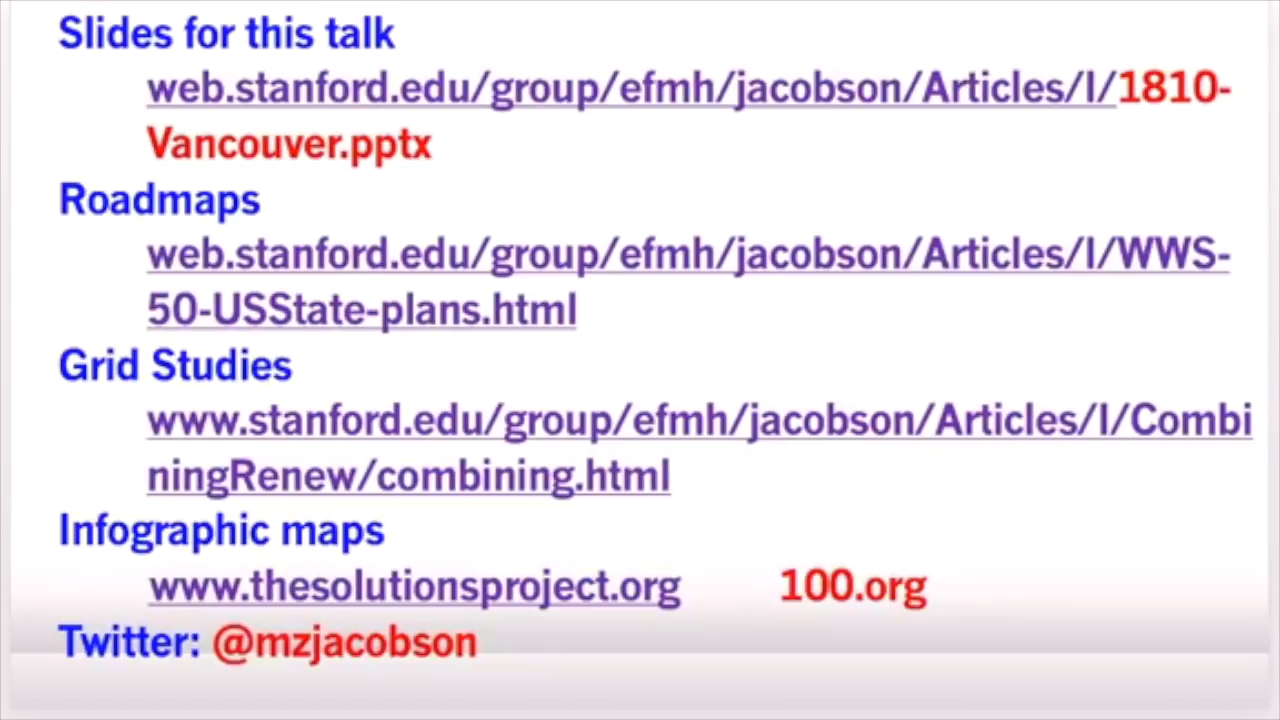 Slides for this talk
web.stanford.edu/group/efmh/jacobson/Articles/I/1810-
Vancouver.pptx
Roadmaps
web.stanford.edu/group/efmh/jacobson/Articles/I/WWS-
50-USState-plans.html
Grid Studies
www.stanford.edu/group/efmh/jacobson/Articles/I/Combi
ningRenew/combining.html
Infographic maps
www.thesolutionsproject.org 100.org
Twitter: @mzjacobson